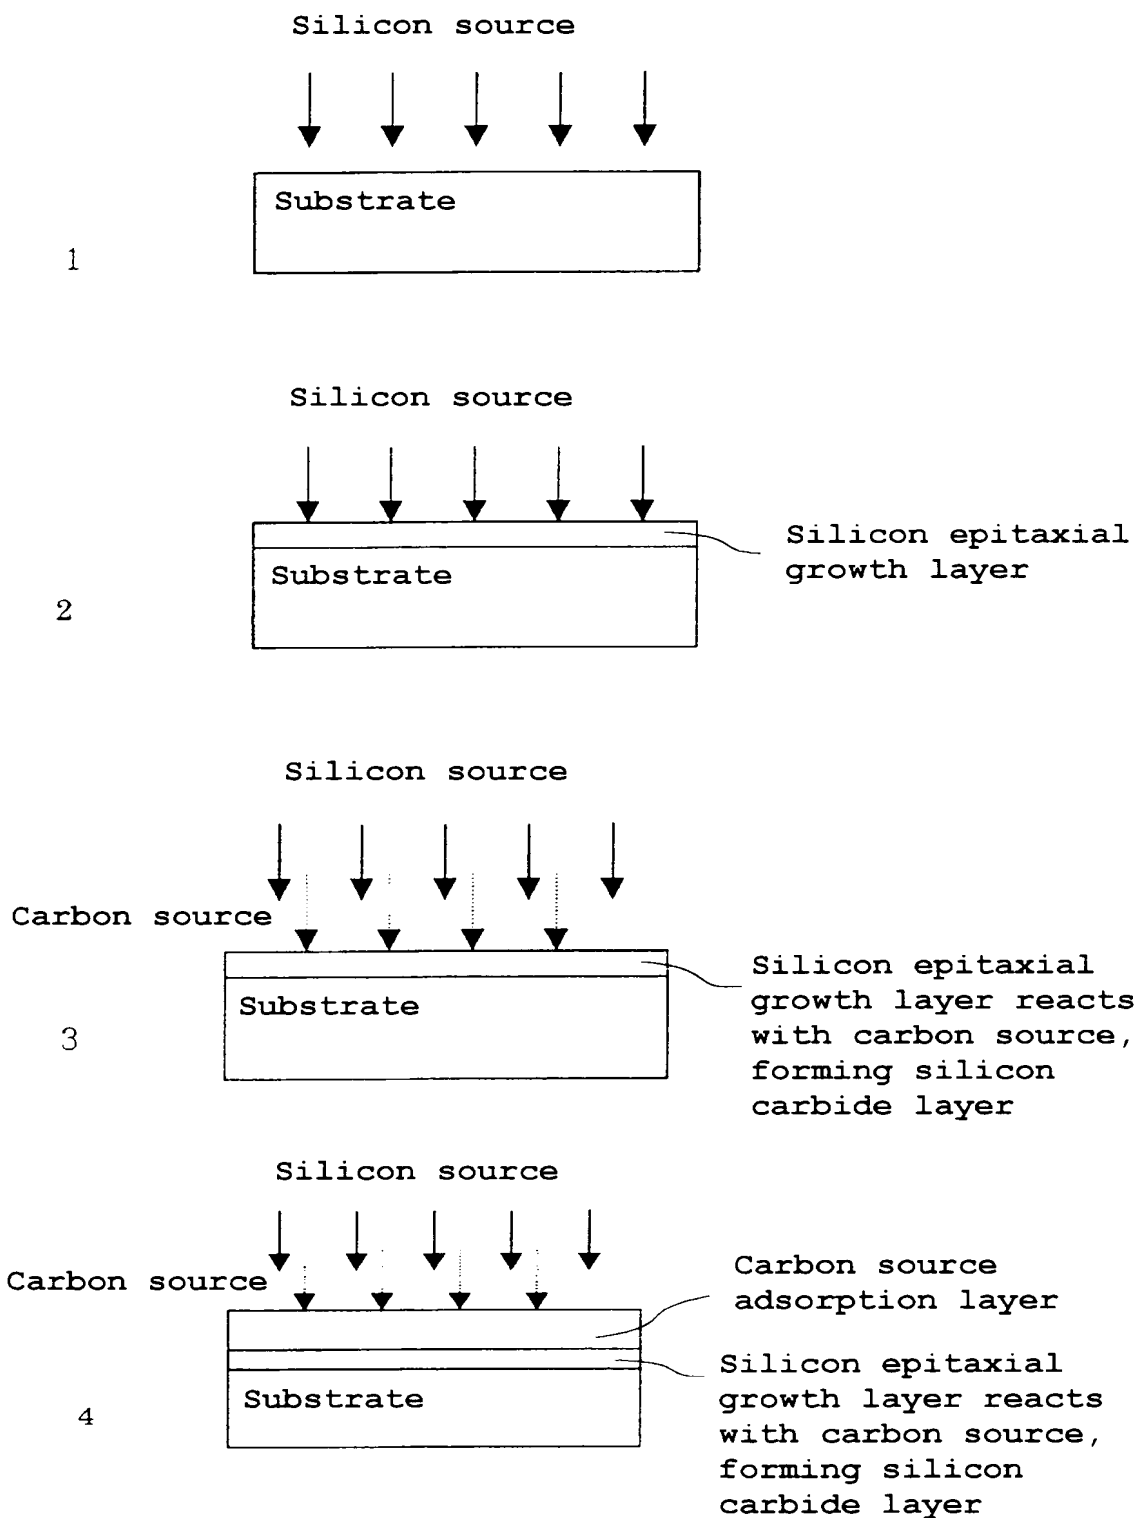 Silicon source
Substrate
1
Silicon source
Silicon epitaxial
growth layer
Substrate
2
Silicon source
Carbon source
Silicon epitaxial
growth layer reacts
with carbon source,
forming silicon
carbide layer
Substrate
3
Silicon source
Carbon source
Carbon source
adsorption layer
Silicon epitaxial
growth layer reacts
with carbon source,
forming silicon
carbide layer
Substrate
4